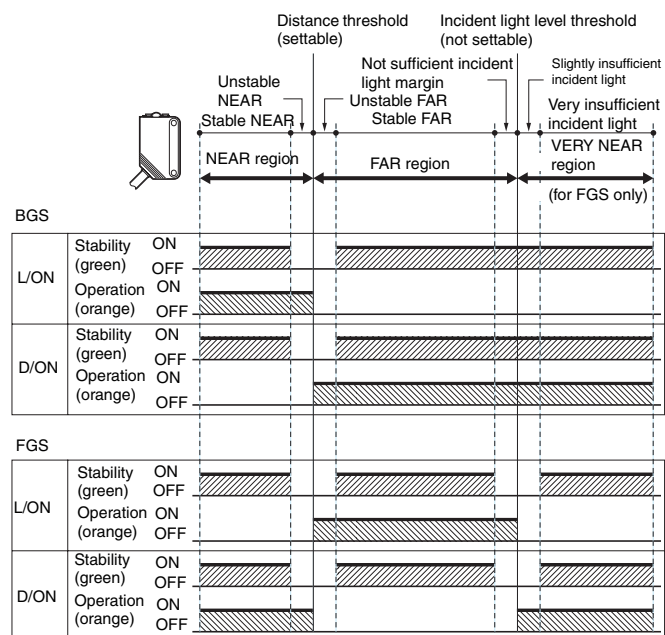 Distance threshold
(settable)
Incident light level threshold
(not settable)
Unstable
NEAR
Stable NEAR
Not sufficient incident
light margin
Unstable FAR
Stable FAR
Slightly insufficient
incident light
Very insufficient
incident light
NEAR region
FAR region
VERY NEAR
region
(for FGS only)
BGS
L/ON
Stability
(green)
ON
OFF
Operation
(orange)
ON
OFF
D/ON
Stability
(green)
ON
OFF
Operation
(orange)
ON
OFF
FGS
L/ON
Stability
(green)
ON
OFF
Operation
(orange)
ON
OFF
D/ON
Stability
(green)
ON
OFF
Operation
(orange)
ON
OFF